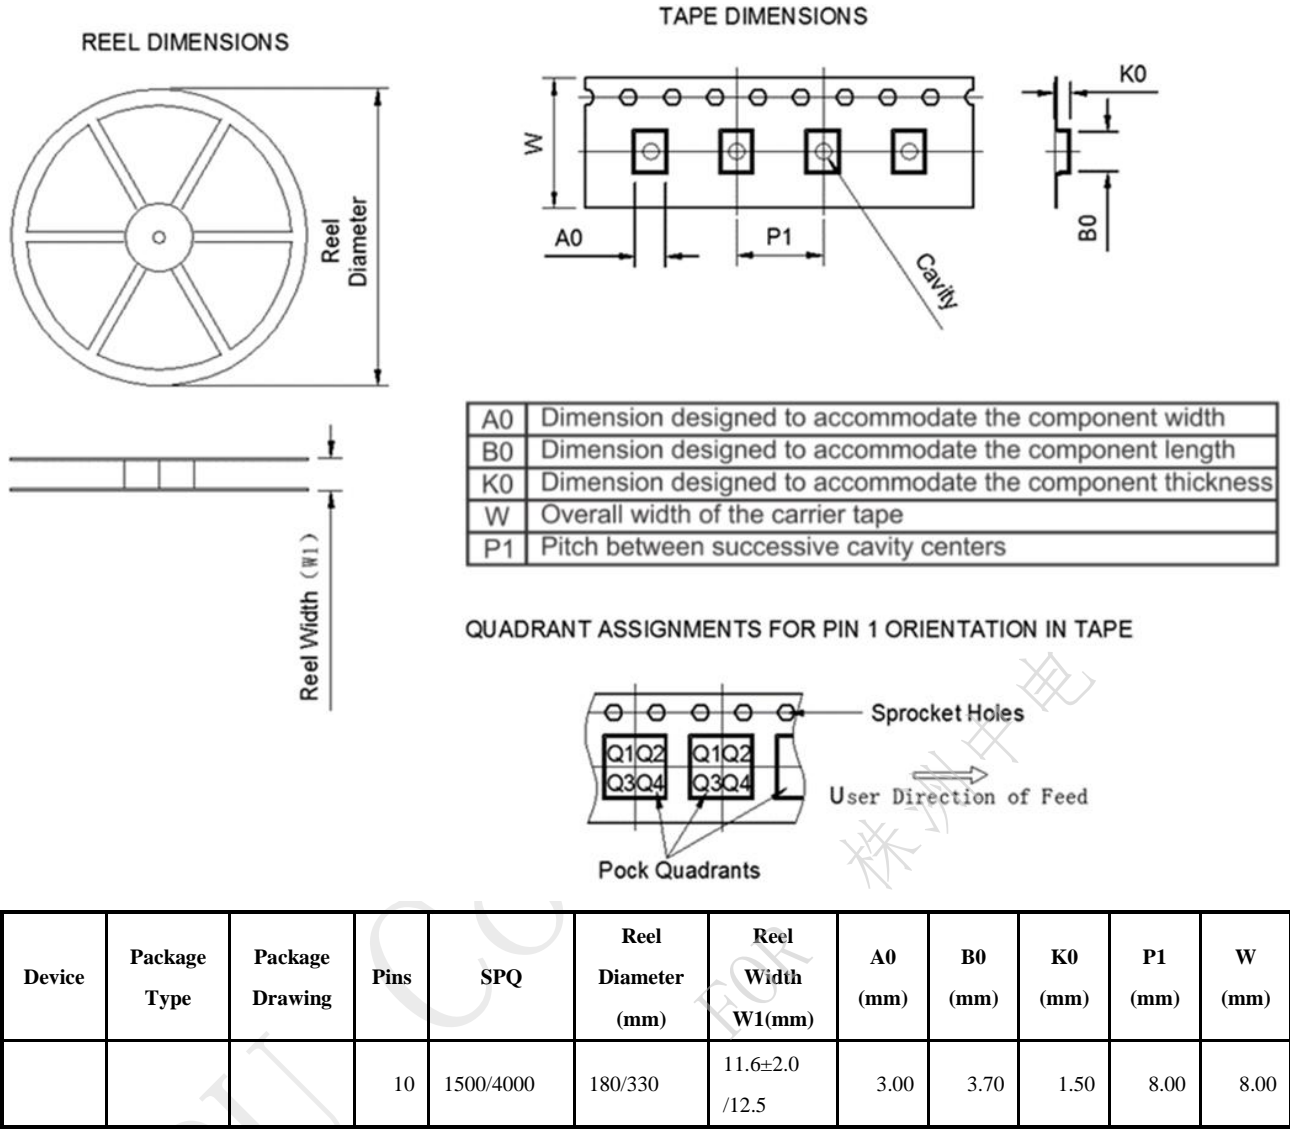 REEL DIMENSIONS
TAPE DIMENSIONS
Reel
Diameter
W
A0
P1
Cavity
K0
B0
Reel Width（W1）
A0 Dimension designed to accommodate the component width
B0 Dimension designed to accommodate the component length
K0 Dimension designed to accommodate the component thickness
W Overall width of the carrier tape
P1 Pitch between successive cavity centers
QUADRANT ASSIGNMENTS FOR PIN 1 ORIENTATION IN TAPE
Q1 Q2 Q1 Q2
Q3 Q4 Q3 Q4
Sprocket Holes
User Direction of Feed
Pock Quadrants
株洲中电
FOR
Device Package Type Package Drawing Pins SPQ Reel Diameter (mm) Reel Width W1(mm) A0 (mm) B0 (mm) K0 (mm) P1 (mm) W (mm)
10 1500/4000 180/330 11.6±2.0 /12.5 3.00 3.70 1.50 8.00 8.00